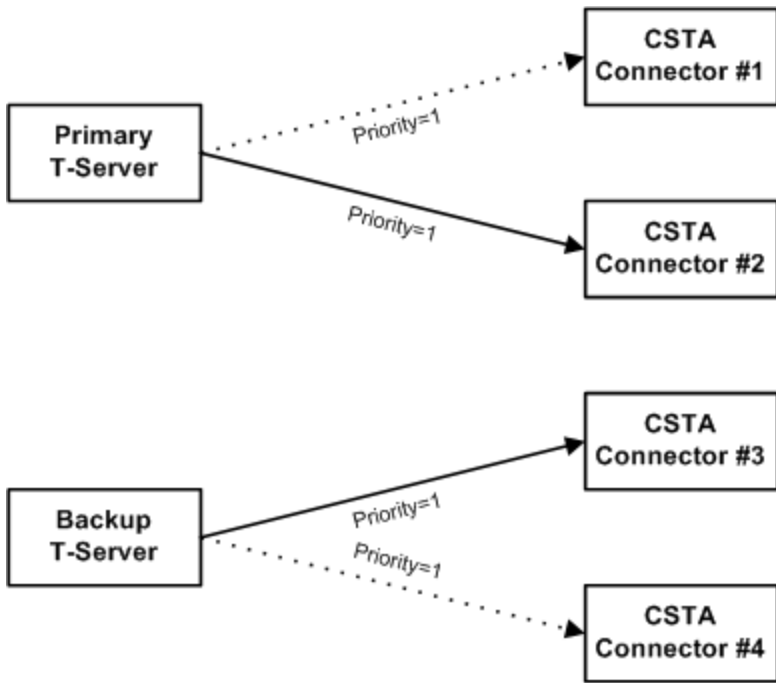 CSTA
Connector #1
Primary
T-Server
Priority=1
Priority=1
CSTA
Connector #2
CSTA
Connector #3
Backup
T-Server
Priority=1
Priority=1
CSTA
Connector #4